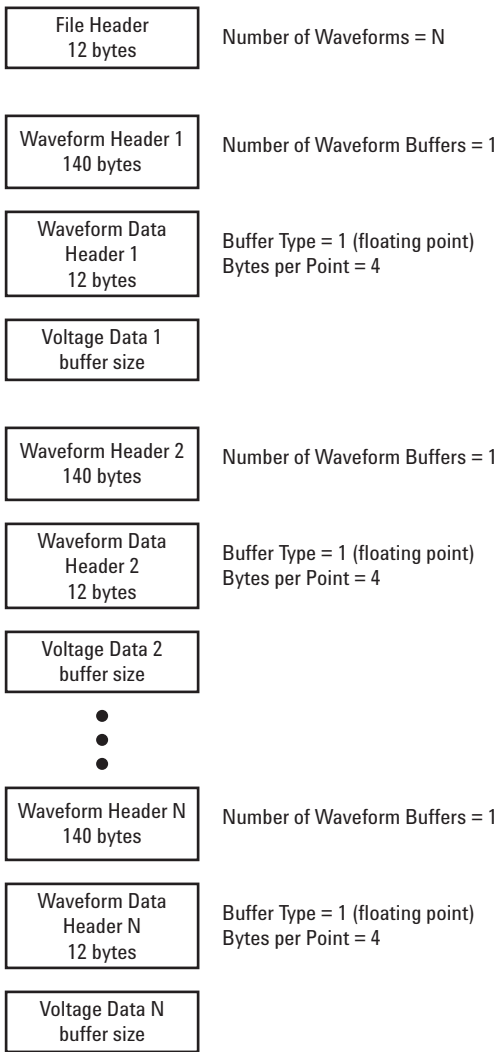 File Header
12 bytes
Number of Waveforms = N
Waveform Header 1
140 bytes
Number of Waveform Buffers = 1
Waveform Data
Header 1
12 bytes
Buffer Type = 1 (floating point)
Bytes per Point = 4
Voltage Data 1
buffer size
Waveform Header 2
140 bytes
Number of Waveform Buffers = 1
Waveform Data
Header 2
12 bytes
Buffer Type = 1 (floating point)
Bytes per Point = 4
Voltage Data 2
buffer size
Waveform Header N
140 bytes
Number of Waveform Buffers = 1
Waveform Data
Header N
12 bytes
Buffer Type = 1 (floating point)
Bytes per Point = 4
Voltage Data N
buffer size